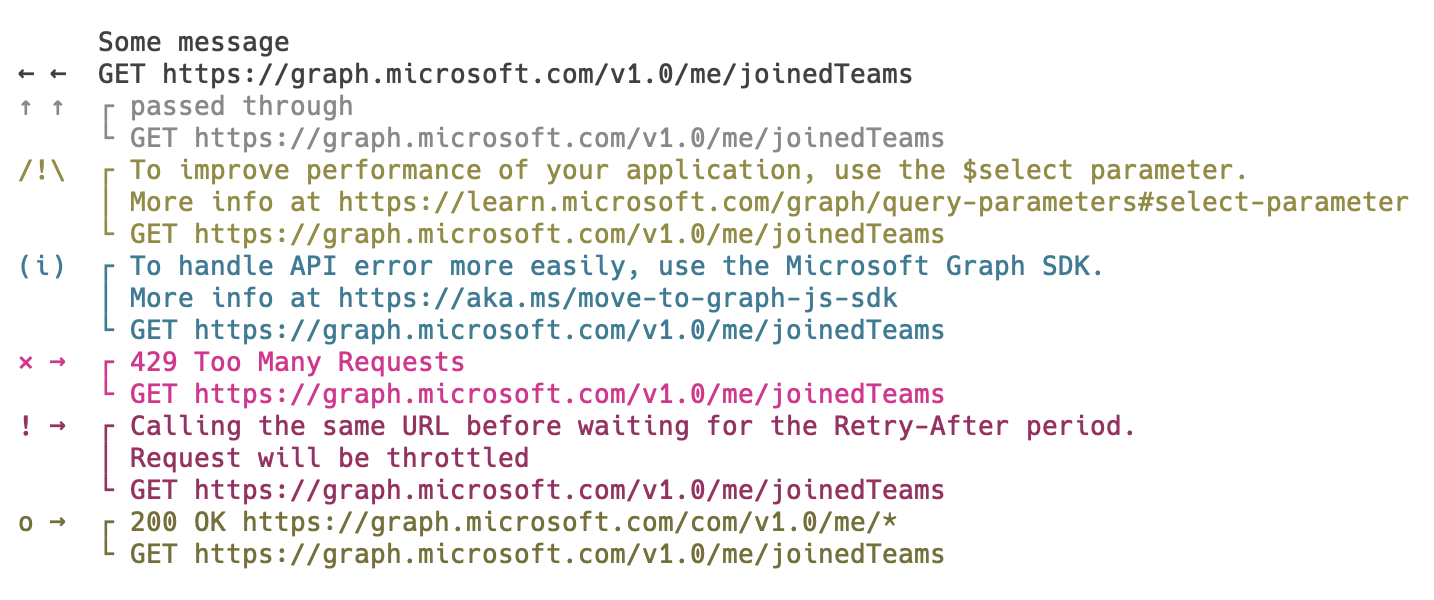 Some message
← ← GET https://graph.microsoft.com/v1.0/me/joinedTeams
↑ ↑ ┌ passed through
└ GET https://graph.microsoft.com/v1.0/me/joinedTeams
/!\ ┌ To improve performance of your application, use the $select parameter.
│ More info at https://learn.microsoft.com/graph/query-parameters#select-parameter
└ GET https://graph.microsoft.com/v1.0/me/joinedTeams
(i) ┌ To handle API error more easily, use the Microsoft Graph SDK.
│ More info at https://aka.ms/move-to-graph-js-sdk
└ GET https://graph.microsoft.com/v1.0/me/joinedTeams
× → ┌ 429 Too Many Requests
└ GET https://graph.microsoft.com/v1.0/me/joinedTeams
! → ┌ Calling the same URL before waiting for the Retry-After period.
│ Request will be throttled
└ GET https://graph.microsoft.com/v1.0/me/joinedTeams
o → ┌ 200 OK https://graph.microsoft.com/com/v1.0/me/*
└ GET https://graph.microsoft.com/v1.0/me/joinedTeams